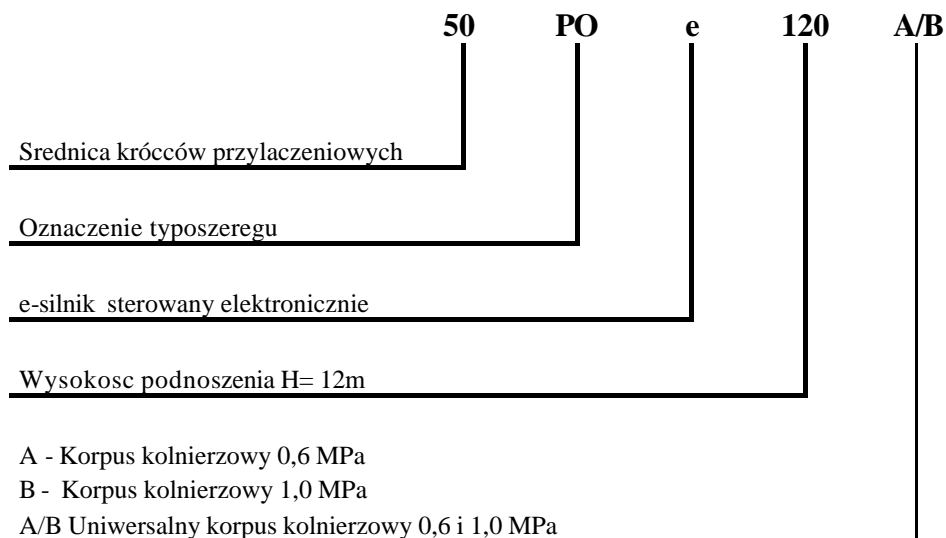 50 PO e 120 A/B
Srednica krócców przylaczeniowych
Oznaczenie typoszeregu
e-silnik sterowany elektronicznie
Wysokosc podnoszenia H= 12m
A - Korpus kolnierzowy 0,6 MPa
B - Korpus kolnierzowy 1,0 MPa
A/B Uniwersalny korpus kolnierzowy 0,6 i 1,0 MPa